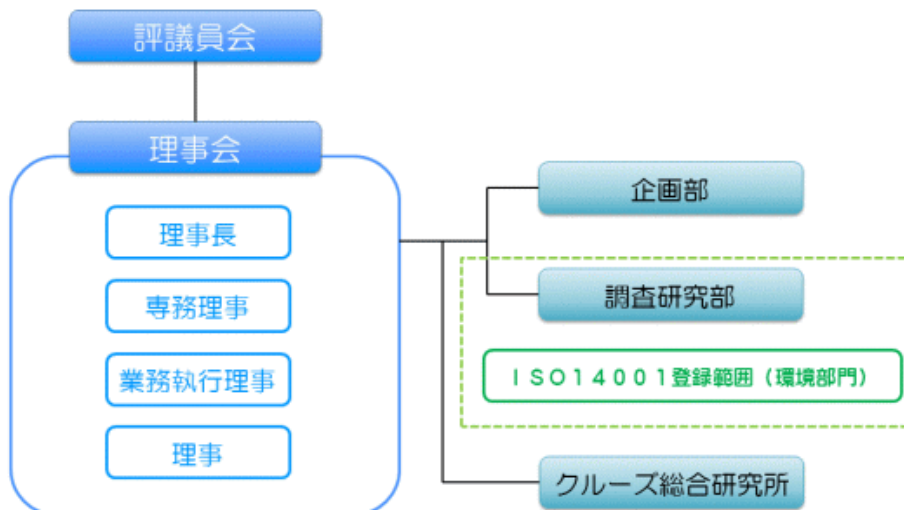 評議員会
理事会
理事長
専務理事
業務執行理事
理事
企画部
調査研究部
ＩＳＯ１４００１登録範囲（環境部門）
クルーズ総合研究所